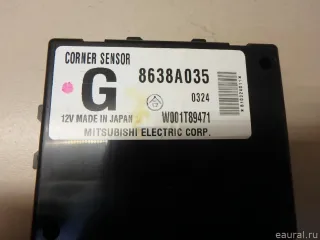 CORNER SENSOR
G
8638A035
0324
12V MADE IN JAPAN
W001T89471
MITSUBISHI ELECTRIC CORP.
eaural.ru